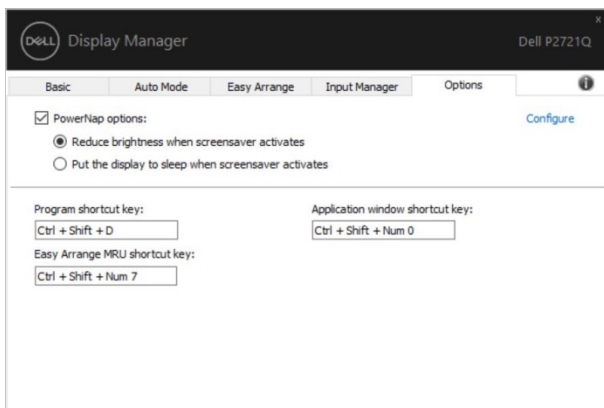 x
DELL Display Manager Dell P2721Q
Basic Auto Mode Easy Arrange Input Manager Options
PowerNap options: Configure
Reduce brightness when screensaver activates
Put the display to sleep when screensaver activates
Program shortcut key: Application window shortcut key:
Ctrl + Shift + D Ctrl + Shift + Num 0
Easy Arrange MRU shortcut key:
Ctrl + Shift + Num 7